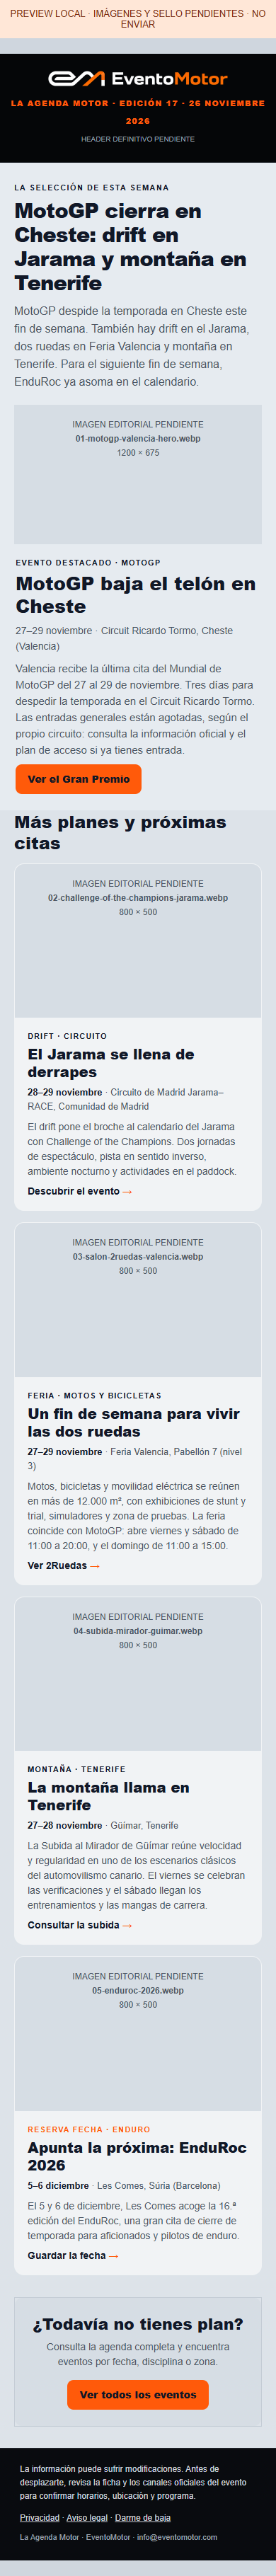 PREVIEW LOCAL · IMÁGENES Y SELLO PENDIENTES · NO
ENVIAR
EventoMotor
LA AGENDA MOTOR · EDICIÓN 17 · 26 NOVIEMBRE
2026
HEADER DEFINITIVO PENDIENTE
LA SELECCIÓN DE ESTA SEMANA
MotoGP cierra en
Cheste: drift en
Jarama y montaña en
Tenerife
MotoGP despide la temporada en Cheste este
fin de semana. También hay drift en el Jarama,
dos ruedas en Feria Valencia y montaña en
Tenerife. Para el siguiente fin de semana,
EnduRoc ya asoma en el calendario.
IMAGEN EDITORIAL PENDIENTE
01-motogp-valencia-hero.webp
1200 × 675
EVENTO DESTACADO · MOTOGP
MotoGP baja el telón en
Cheste
27–29 noviembre · Circuit Ricardo Tormo, Cheste
(Valencia)
Valencia recibe la última cita del Mundial de
MotoGP del 27 al 29 de noviembre. Tres días para
despedir la temporada en el Circuit Ricardo Tormo.
Las entradas generales están agotadas, según el
propio circuito: consulta la información oficial y el
plan de acceso si ya tienes entrada.
Ver el Gran Premio
Más planes y próximas
citas
IMAGEN EDITORIAL PENDIENTE
02-challenge-of-the-champions-jarama.webp
800 × 500
DRIFT · CIRCUITO
El Jarama se llena de
derrapes
28–29 noviembre · Circuito de Madrid Jarama–
RACE, Comunidad de Madrid
El drift pone el broche al calendario del Jarama
con Challenge of the Champions. Dos jornadas
de espectáculo, pista en sentido inverso,
ambiente nocturno y actividades en el paddock.
Descubrir el evento →
IMAGEN EDITORIAL PENDIENTE
03-salon-2ruedas-valencia.webp
800 × 500
FERIA · MOTOS Y BICICLETAS
Un fin de semana para vivir
las dos ruedas
27–29 noviembre · Feria Valencia, Pabellón 7 (nivel
3)
Motos, bicicletas y movilidad eléctrica se reúnen
en más de 12.000 m², con exhibiciones de stunt y
trial, simuladores y zona de pruebas. La feria
coincide con MotoGP: abre viernes y sábado de
11:00 a 20:00, y el domingo de 11:00 a 15:00.
Ver 2Ruedas →
IMAGEN EDITORIAL PENDIENTE
04-subida-mirador-guimar.webp
800 × 500
MONTAÑA · TENERIFE
La montaña llama en
Tenerife
27–28 noviembre · Güímar, Tenerife
La Subida al Mirador de Güímar reúne velocidad
y regularidad en uno de los escenarios clásicos
del automovilismo canario. El viernes se celebran
las verificaciones y el sábado llegan los
entrenamientos y las mangas de carrera.
Consultar la subida →
IMAGEN EDITORIAL PENDIENTE
05-enduroc-2026.webp
800 × 500
RESERVA FECHA · ENDURO
Apunta la próxima: EnduRoc
2026
5–6 diciembre · Les Comes, Súria (Barcelona)
El 5 y 6 de diciembre, Les Comes acoge la 16.ª
edición del EnduRoc, una gran cita de cierre de
temporada para aficionados y pilotos de enduro.
Guardar la fecha →
¿Todavía no tienes plan?
Consulta la agenda completa y encuentra
eventos por fecha, disciplina o zona.
Ver todos los eventos
La información puede sufrir modificaciones. Antes de
desplazarte, revisa la ficha y los canales oficiales del evento
para confirmar horarios, ubicación y programa.
Privacidad · Aviso legal · Darme de baja
La Agenda Motor · EventoMotor · info@eventomotor.com